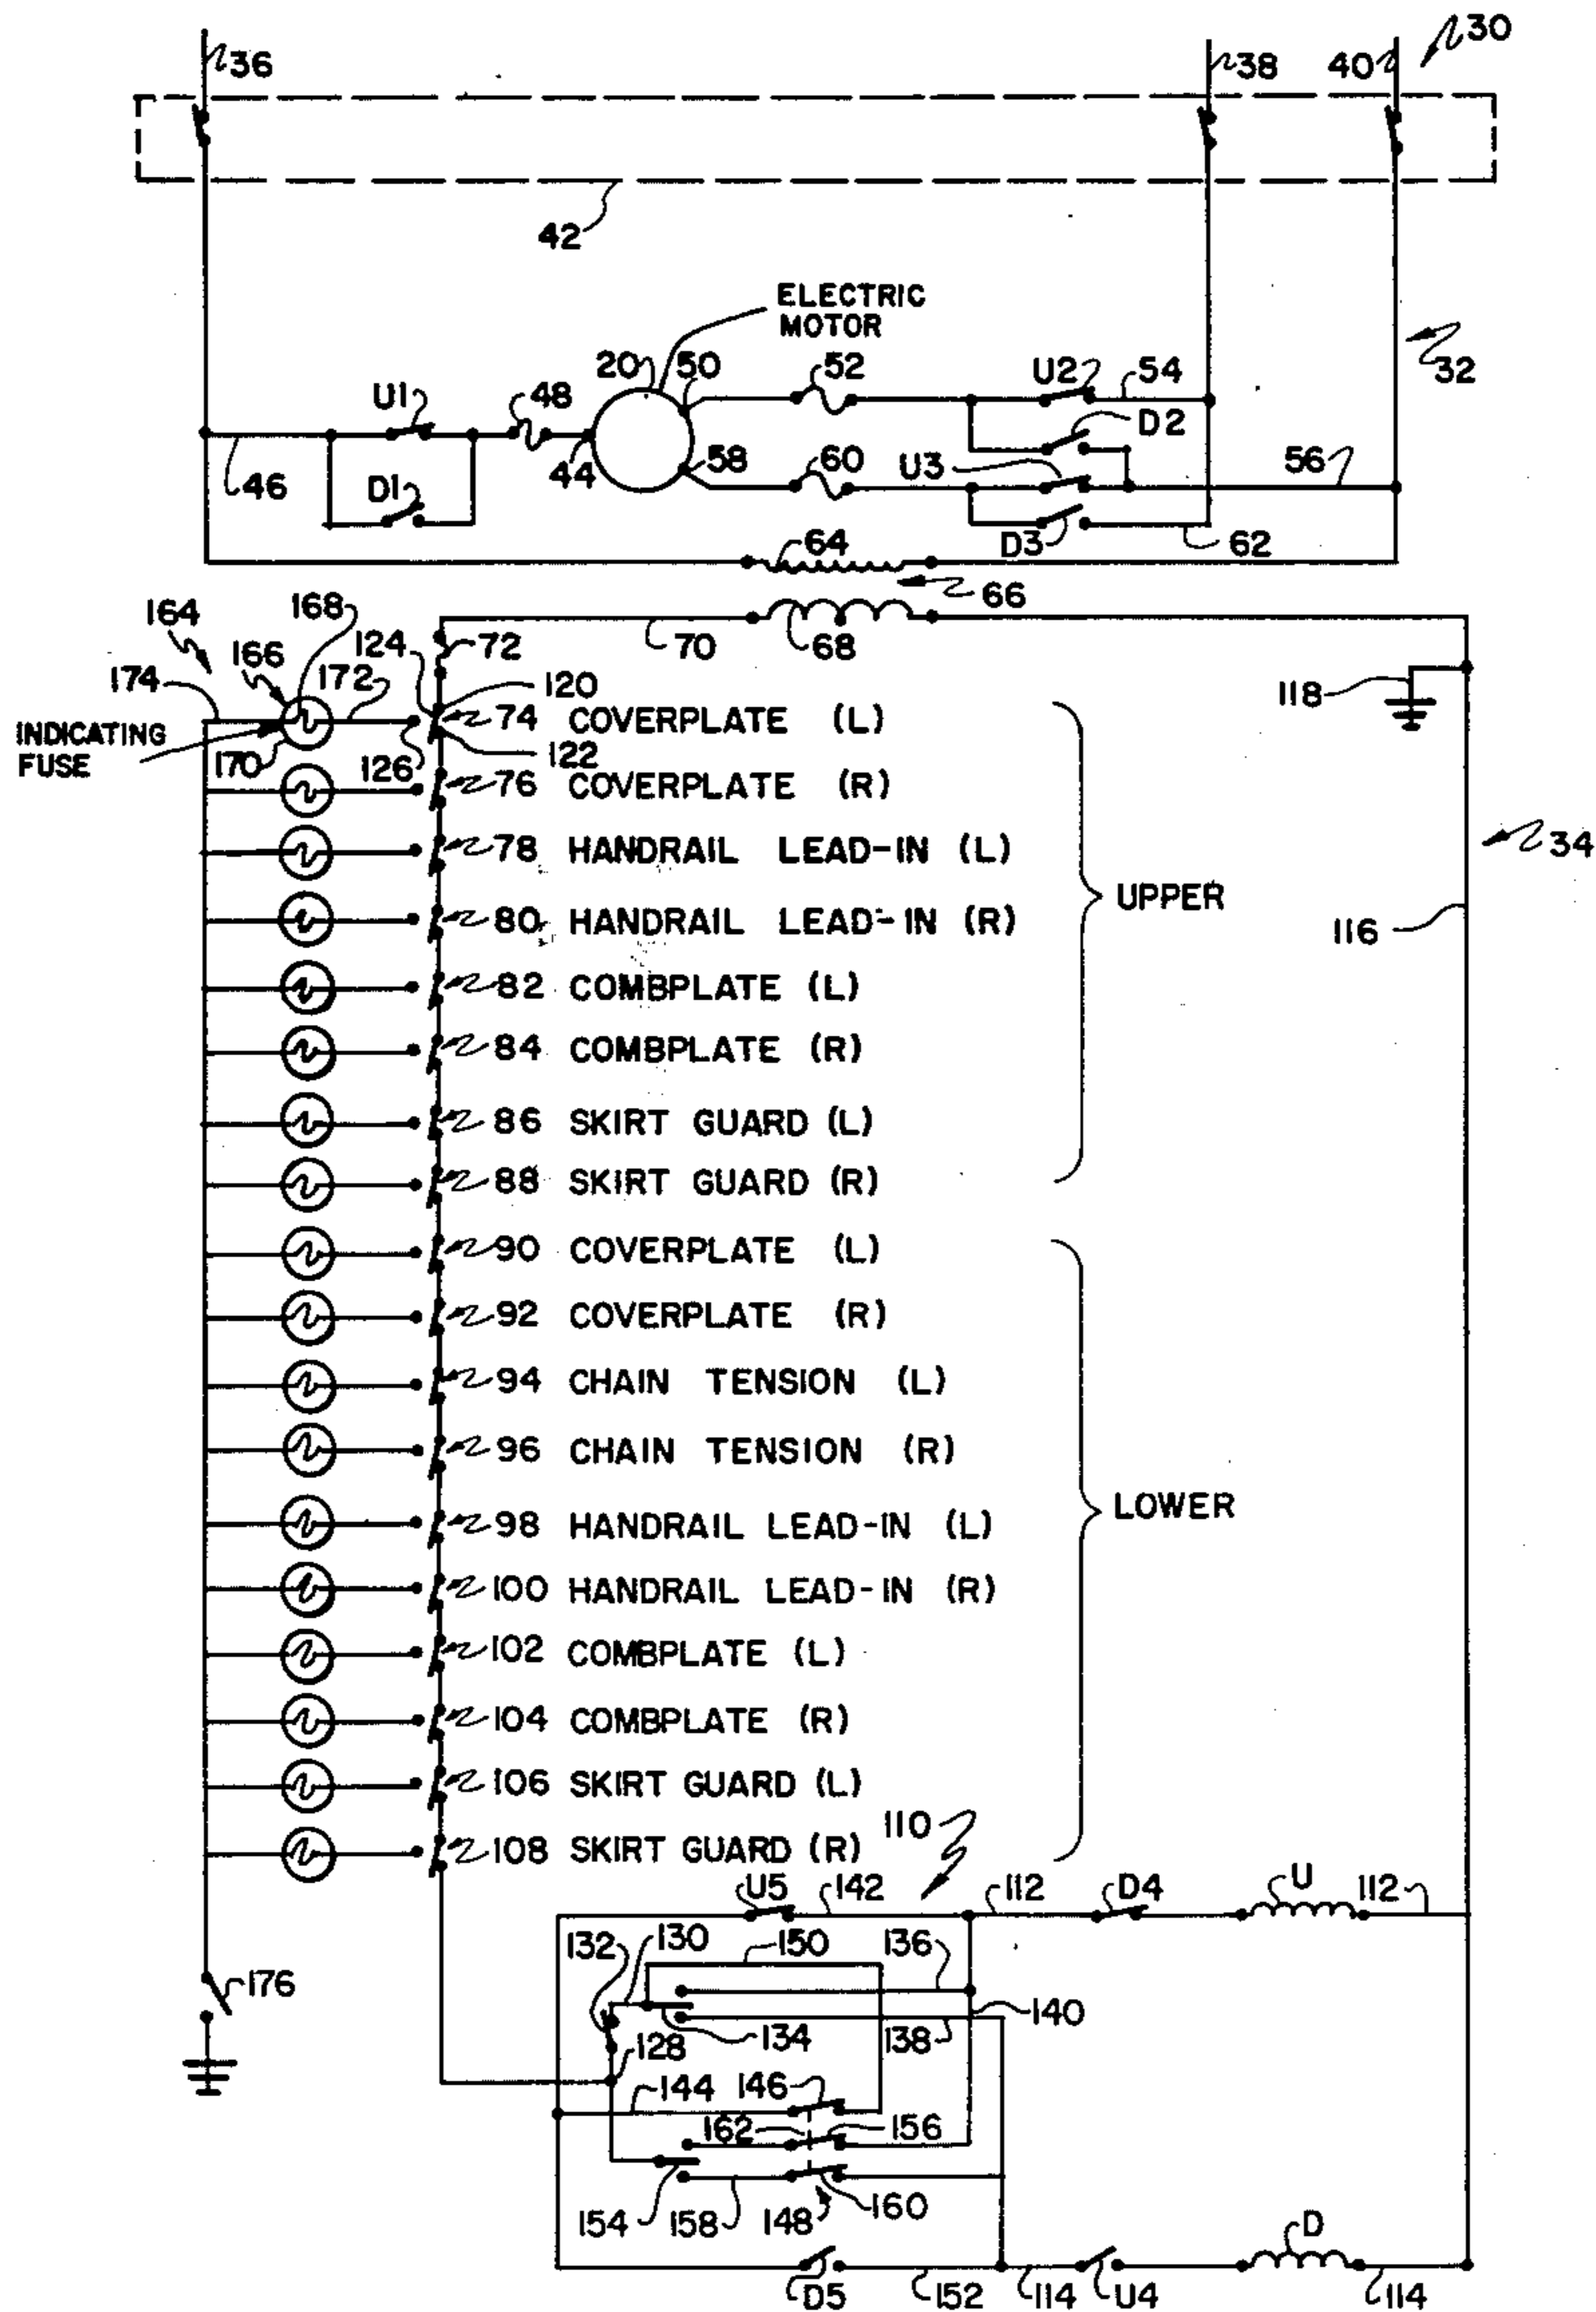 36
38
40
30
42
ELECTRIC
MOTOR
20
50
52
U2
54
32
U1
48
D2
44
58
60
U3
56
46
D1
D3
62
64
66
164
168
124
72
70
68
166
174
172
120
118
74 COVERPLATE (L)
INDICATING
FUSE
170
126
122
76 COVERPLATE (R)
78 HANDRAIL LEAD-IN (L)
34
UPPER
80 HANDRAIL LEAD-IN (R)
116
82 COMBPLATE (L)
84 COMBPLATE (R)
86 SKIRT GUARD (L)
88 SKIRT GUARD (R)
90 COVERPLATE (L)
92 COVERPLATE (R)
94 CHAIN TENSION (L)
96 CHAIN TENSION (R)
LOWER
98 HANDRAIL LEAD-IN (L)
100 HANDRAIL LEAD-IN (R)
102 COMBPLATE (L)
104 COMBPLATE (R)
106 SKIRT GUARD (L)
110
108 SKIRT GUARD (R)
U5
142
112
D4
U
112
132
130
150
136
176
140
134
138
128
144
146
162
156
154
158
148
160
D
D5
152
114
U4
114